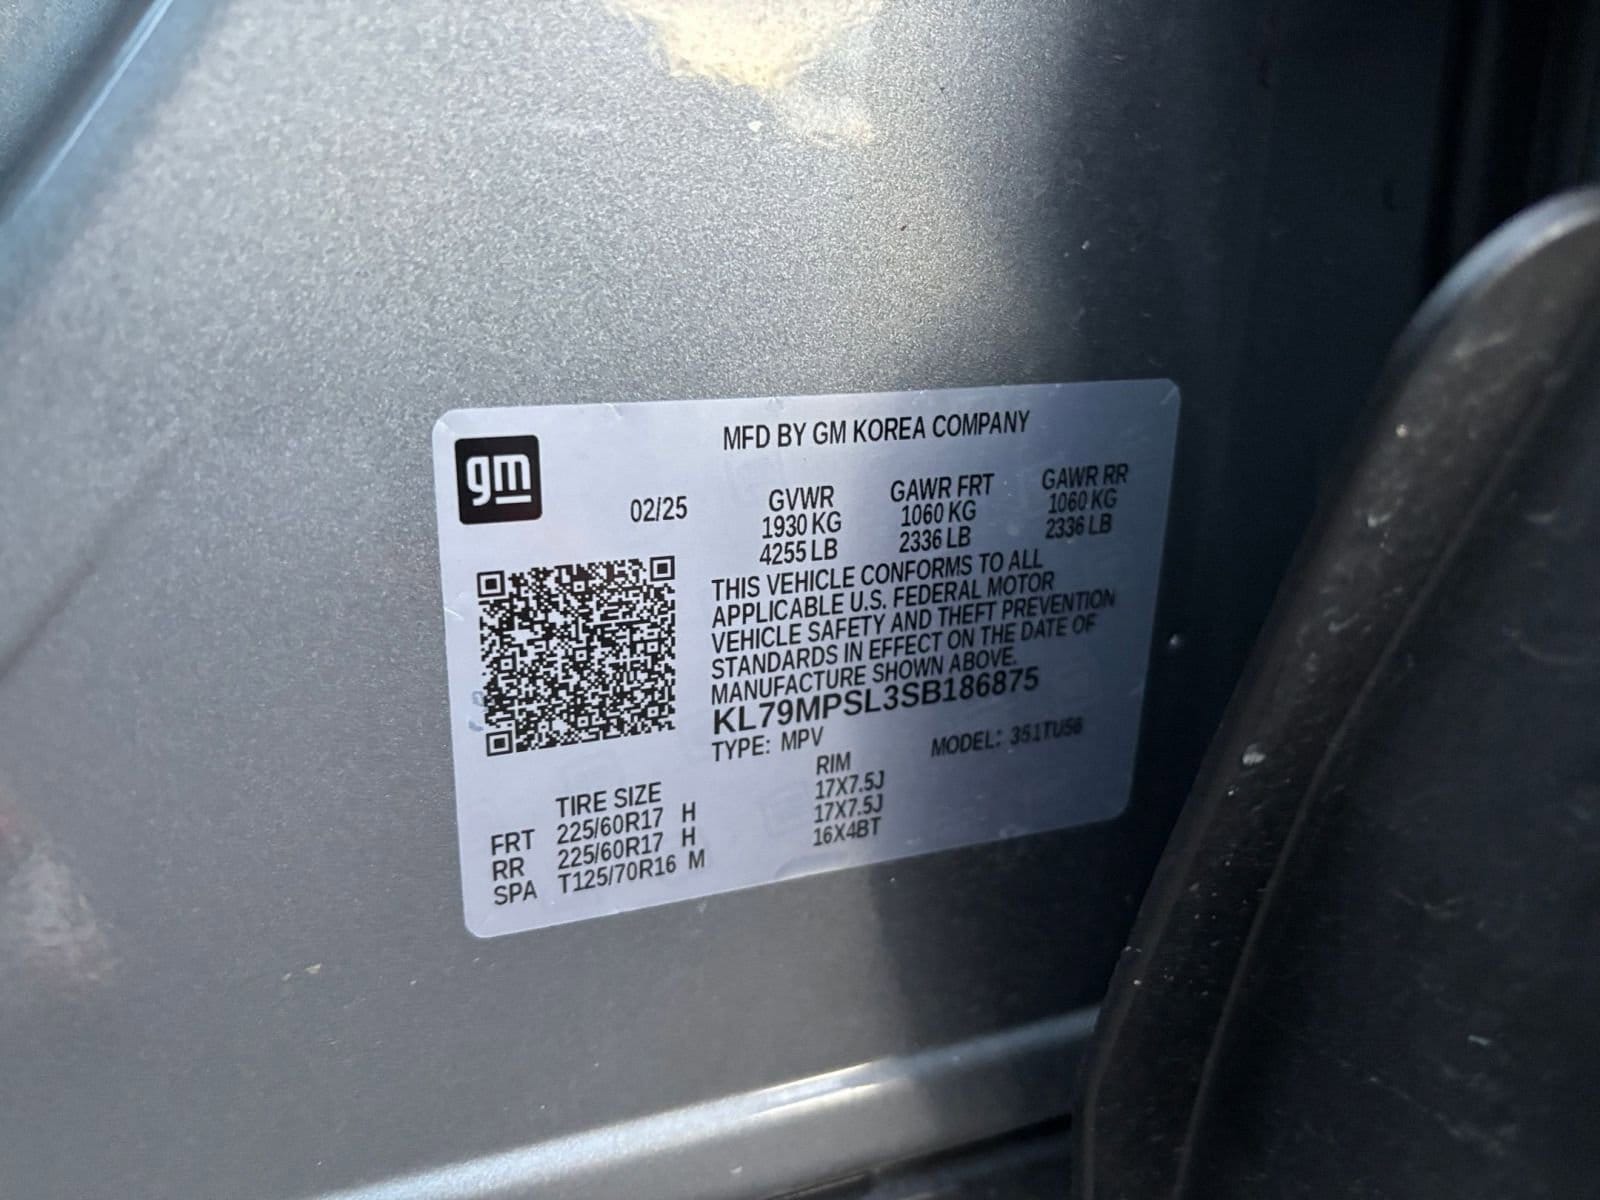 MFD BY GM KOREA COMPANY
gm
02/25
GVWR
1930 KG
4255 LB
GAWR FRT
1060 KG
2336 LB
GAWR RR
1060 KG
2336 LB
THIS VEHICLE CONFORMS TO ALL
APPLICABLE U.S. FEDERAL MOTOR
VEHICLE SAFETY AND THEFT PREVENTION
STANDARDS IN EFFECT ON THE DATE OF
MANUFACTURE SHOWN ABOVE.
KL79MPSL3SB186875
TYPE: MPV MODEL: 351TU56
TIRE SIZE RIM
FRT 225/60R17 H 17X7.5J
RR 225/60R17 H 17X7.5J
SPA T125/70R16 M 16X4BT